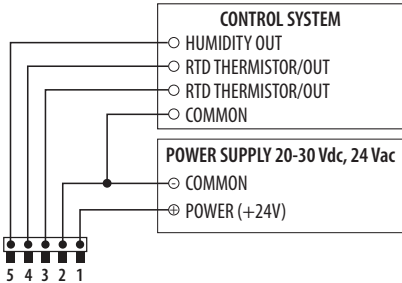 CONTROL SYSTEM
HUMIDITY OUT
RTD THERMISTOR/OUT
RTD THERMISTOR/OUT
COMMON
POWER SUPPLY 20-30 Vdc, 24 Vac
COMMON
POWER (+24V)
5 4 3 2 1